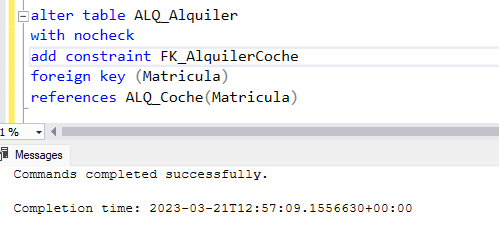 alter table ALQ_Alquiler
with nocheck
add constraint FK_AlquilerCoche
foreign key (Matricula)
references ALQ_Coche(Matricula)
1 %
Messages
Commands completed successfully.
Completion time: 2023-03-21T12:57:09.1556630+00:00